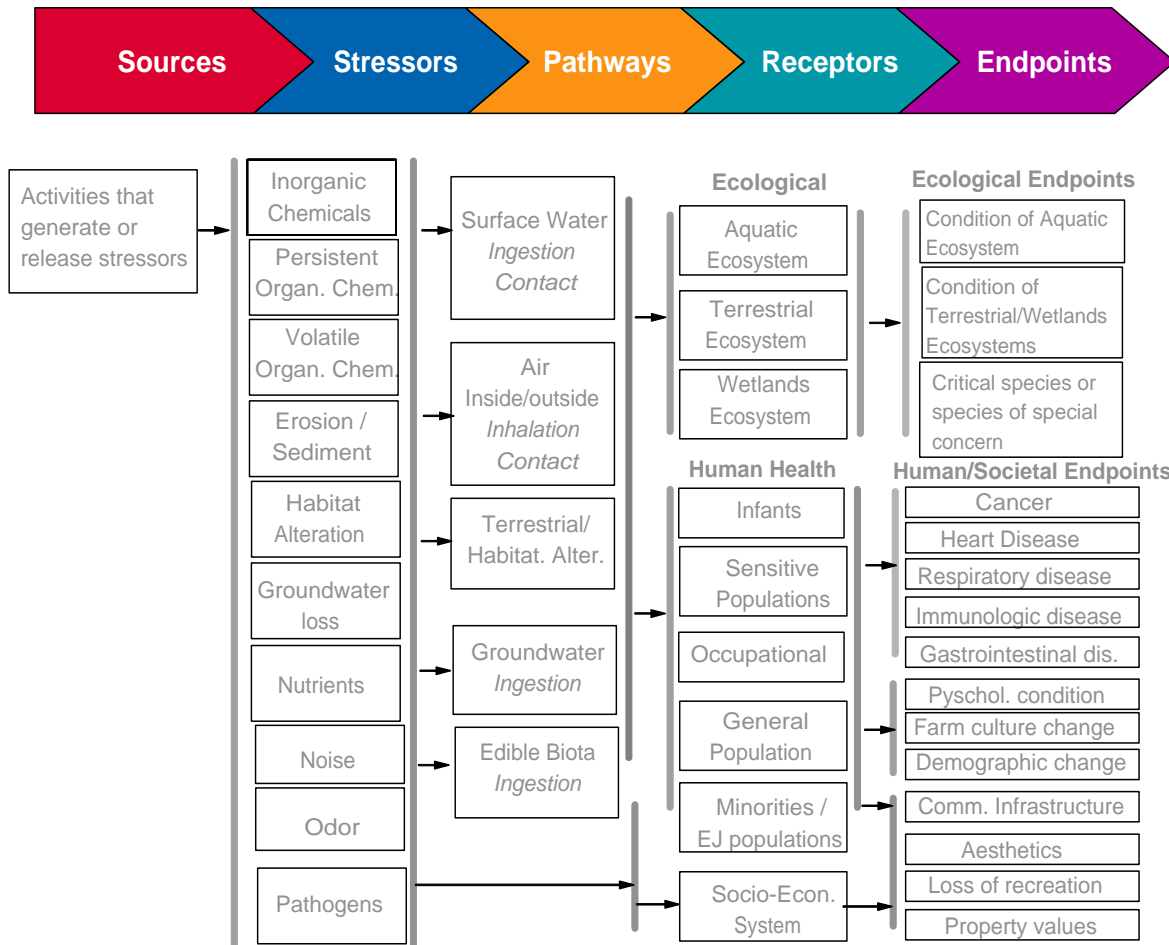 Sources
Stressors
Pathways
Receptors
Endpoints
Activities that
generate or
release stressors
Inorganic
Chemicals
Persistent
Organ. Chem.
Volatile
Organ. Chem.
Erosion /
Sediment
Habitat
Alteration
Groundwater
loss
Nutrients
Noise
Odor
Pathogens
Surface Water
Ingestion
Contact
Air
Inside/outside
Inhalation
Contact
Terrestrial/
Habitat. Alter.
Groundwater
Ingestion
Edible Biota
Ingestion
Ecological
Aquatic
Ecosystem
Terrestrial
Ecosystem
Wetlands
Ecosystem
Human Health
Infants
Sensitive
Populations
Occupational
General
Population
Minorities /
EJ populations
Socio-Econ.
System
Ecological Endpoints
Condition of Aquatic
Ecosystem
Condition of
Terrestrial/Wetlands
Ecosystems
Critical species or
species of special
concern
Human/Societal Endpoints
Cancer
Heart Disease
Respiratory disease
Immunologic disease
Gastrointestinal dis.
Pyschol. condition
Farm culture change
Demographic change
Comm. Infrastructure
Aesthetics
Loss of recreation
Property values